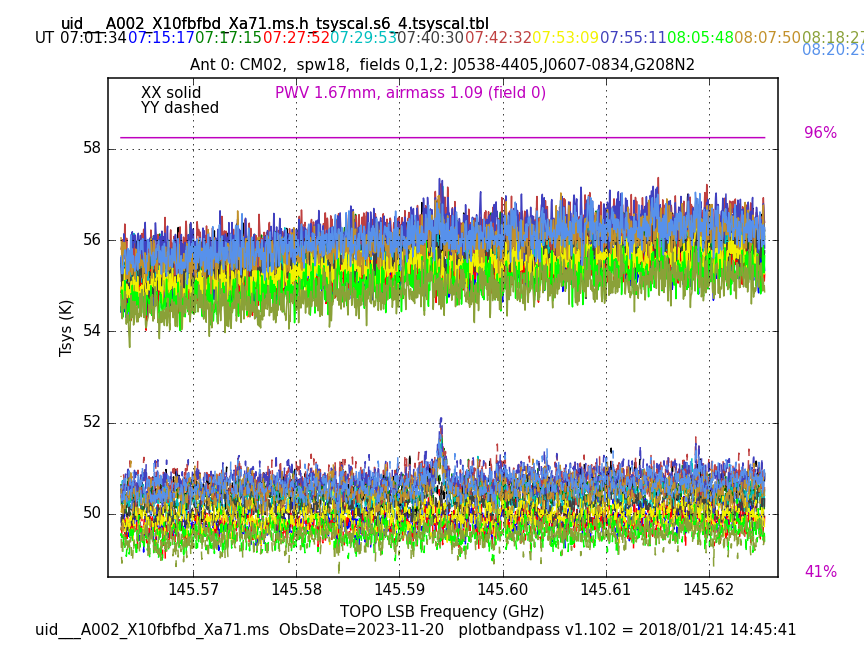 uid___A002_X10fbfbd_Xa71.ms.h_tsyscal.s6_4.tsyscal.tbl
UT 07:01:34 07:15:17 07:17:15 07:27:52 07:29:53 07:40:30 07:42:32 07:53:09 07:55:11 08:05:48 08:07:50 08:18:27
08:20:29
Ant 0: CM02, spw18, fields 0,1,2: J0538-4405,J0607-0834,G208N2
XX solid PWV 1.67mm, airmass 1.09 (field 0)
YY dashed
96%
58
56
54
52
50
Tsys (K)
41%
145.57 145.58 145.59 145.60 145.61 145.62
TOPO LSB Frequency (GHz)
uid___A002_X10fbfbd_Xa71.ms ObsDate=2023-11-20 plotbandpass v1.102 = 2018/01/21 14:45:41